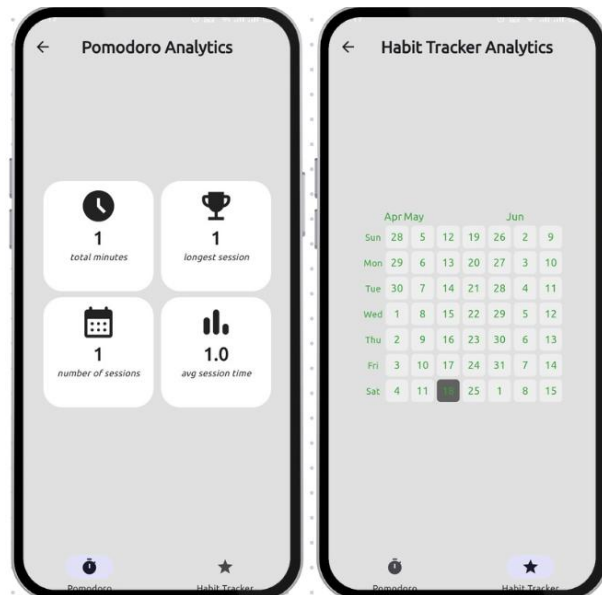 Pomodoro Analytics
1
total minutes
1
longest session
1
number of sessions
1.0
avg session time
Pomodoro
Habit Tracker
Habit Tracker Analytics
Apr May Jun
Sun 28 5 12 19 26 2 9
Mon 29 6 13 20 27 3 10
Tue 30 7 14 21 28 4 11
Wed 1 8 15 22 29 5 12
Thu 2 9 16 23 30 6 13
Fri 3 10 17 24 31 7 14
Sat 4 11 18 25 1 8 15
Pomodoro
Habit Tracker